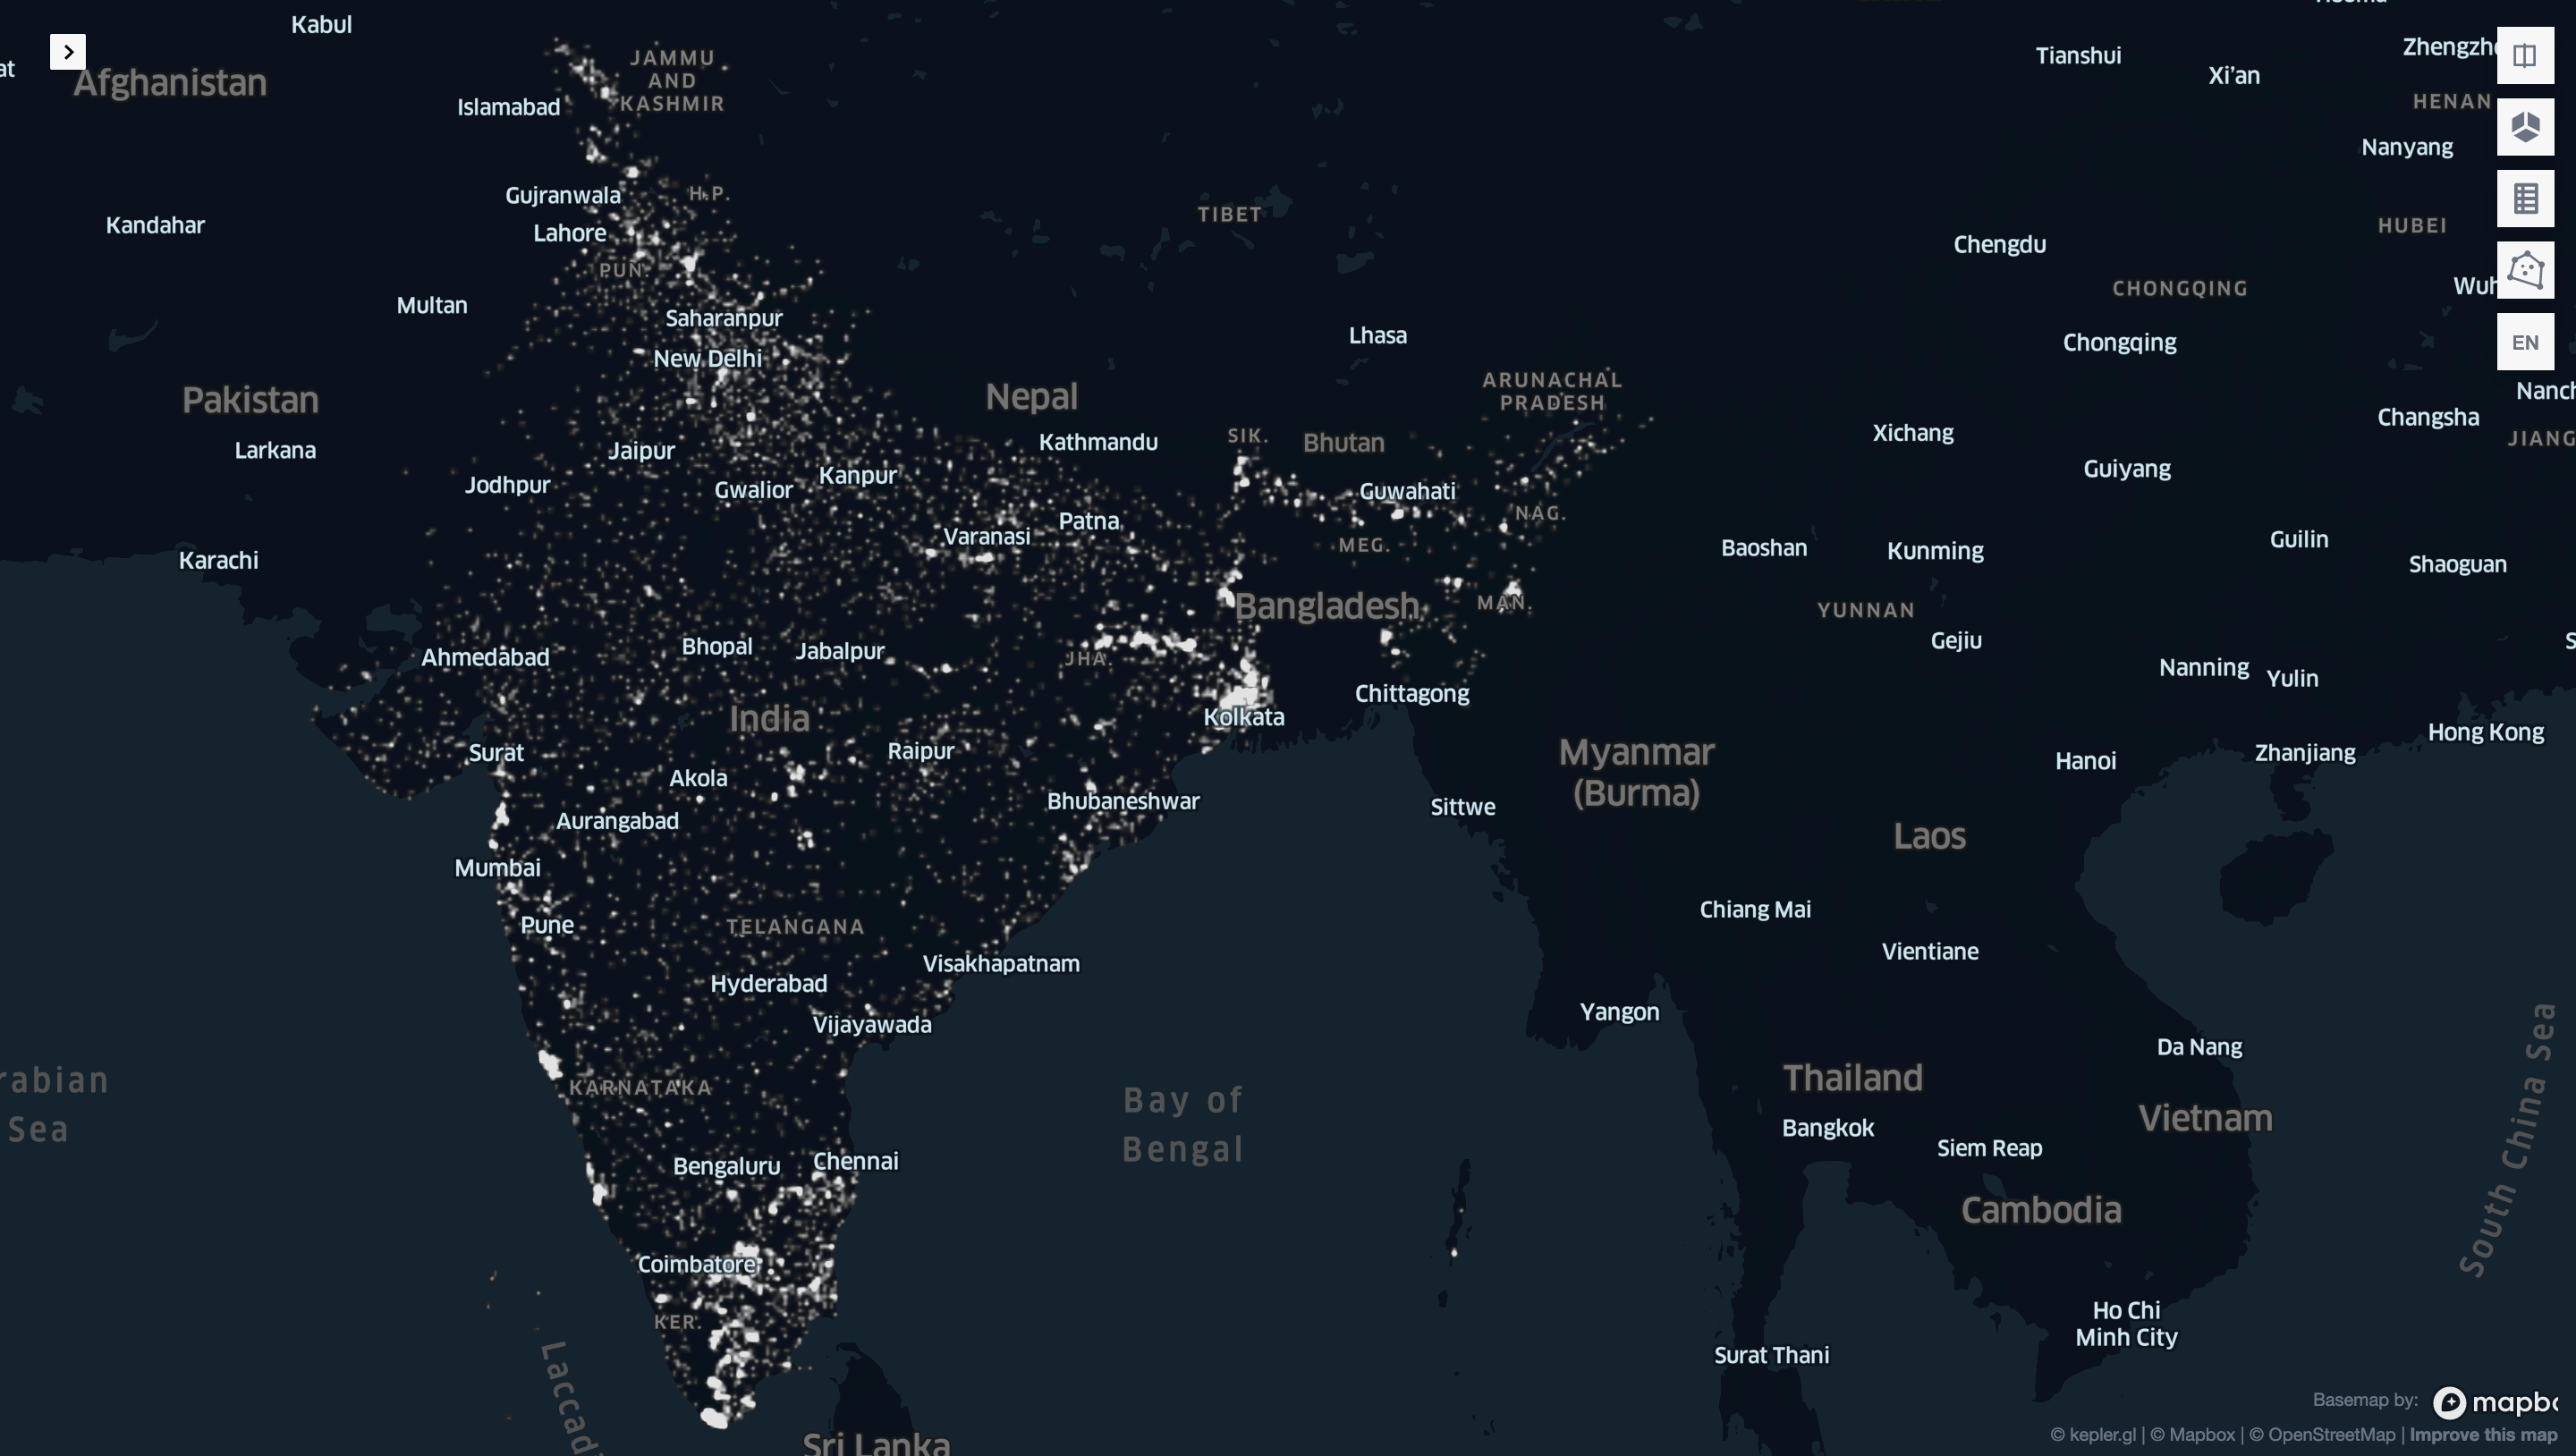 Kabul
JAMMU
AND
KASHMIR
Tianshui
Xi’an
Afghanistan
Islamabad
HENAN
Nanyang
Gujranwala
H.P.
TIBET
Kandahar
Lahore
HUBEI
Chengdu
PUN.
Multan
CHONGQING
Saharanpur
Lhasa
Chongqing
EN
New Delhi
ARUNACHAL
PRADESH
Pakistan
Nepal
Changsha
Larkana
Jaipur
Kathmandu
SIK.
Bhutan
Xichang
Jodhpur
Gwalior
Kanpur
Guwahati
Guiyang
Varanasi
Patna
NAG.
MEG.
Karachi
Baoshan
Kunming
Guilin
Shaoguan
Bangladesh
MAN.
YUNNAN
Ahmedabad
Bhopal
Jabalpur
JHA.
Gejiu
Nanning
Yulin
Chittagong
India
Kolkata
Surat
Raipur
Myanmar
(Burma)
Hanoi
Zhanjiang
Hong Kong
Akola
Bhubaneshwar
Sittwe
Aurangabad
Laos
Mumbai
Pune
TELANGANA
Chiang Mai
Visakhapatnam
Vientiane
Hyderabad
Vijayawada
Yangon
Da Nang
KARNATAKA
rabian
Sea
Bay of
Bengal
Thailand
Bangkok
Vietnam
South China Sea
Bengaluru
Chennai
Siem Reap
Cambodia
Coimbatore
KER.
Ho Chi
Minh City
Laccad
Surat Thani
Sri Lanka
Basemap by:
mapbo
© kepler.gl | © Mapbox | © OpenStreetMap | Improve this map